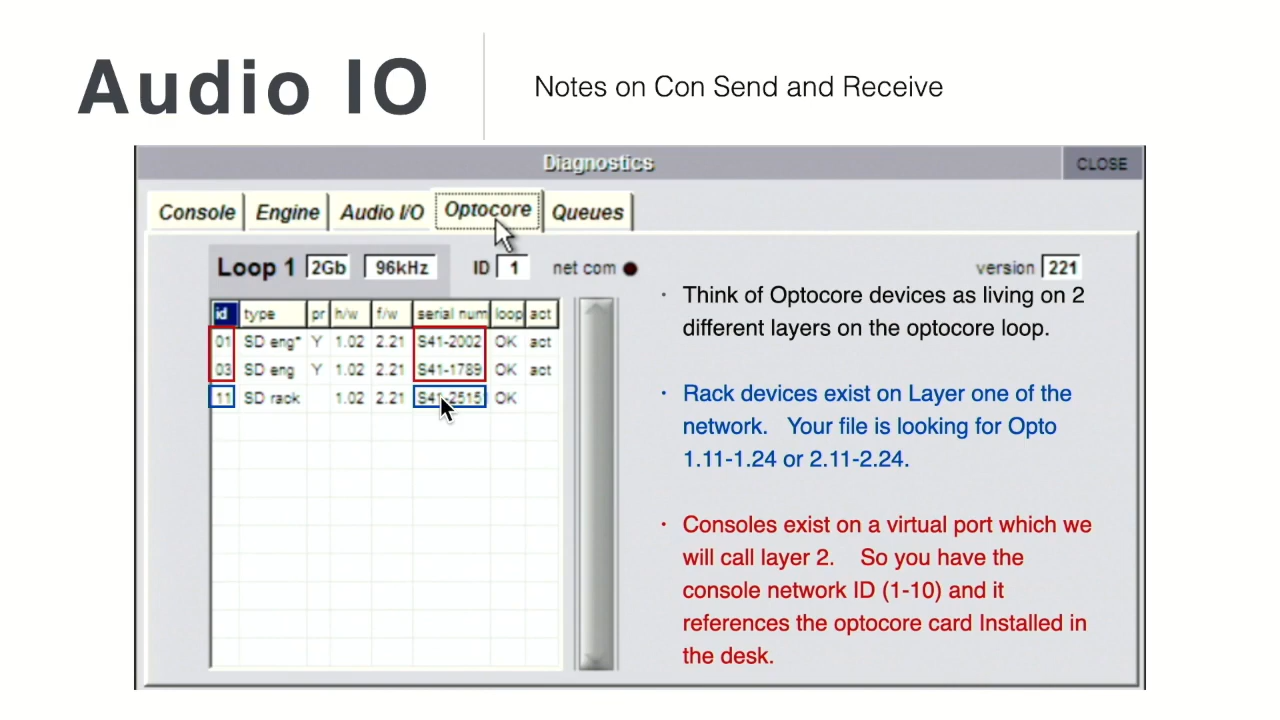 Audio IO
Notes on Con Send and Receive
Diagnostics
CLOSE
Console Engine Audio I/O Optocore Queues
Loop 1 2Gb 96kHz ID 1 net com version 221
id type pr h/w f/w serial num loop act
01 SD eng* Y 1.02 2.21 S41-2002 OK act
03 SD eng Y 1.02 2.21 S41-1789 OK act
11 SD rack 1.02 2.21 S41-2515 OK
· Think of Optocore devices as living on 2
different layers on the optocore loop.
· Rack devices exist on Layer one of the
network. Your file is looking for Opto
1.11-1.24 or 2.11-2.24.
· Consoles exist on a virtual port which we
will call layer 2. So you have the
console network ID (1-10) and it
references the optocore card Installed in
the desk.